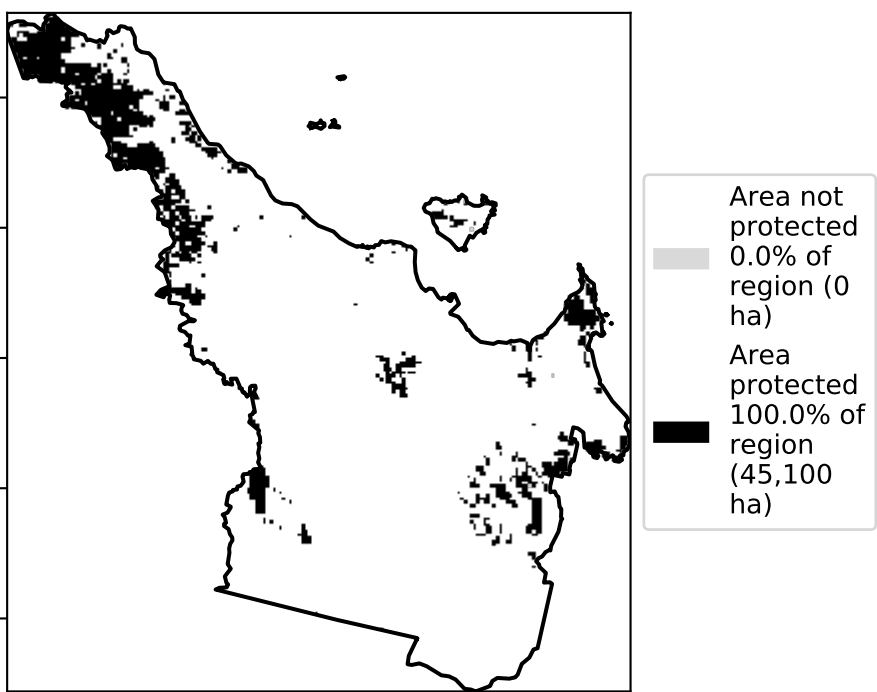 Area not
protected
0.0% of
region (0
ha)
Area
protected
100.0% of
region
(45,100
ha)